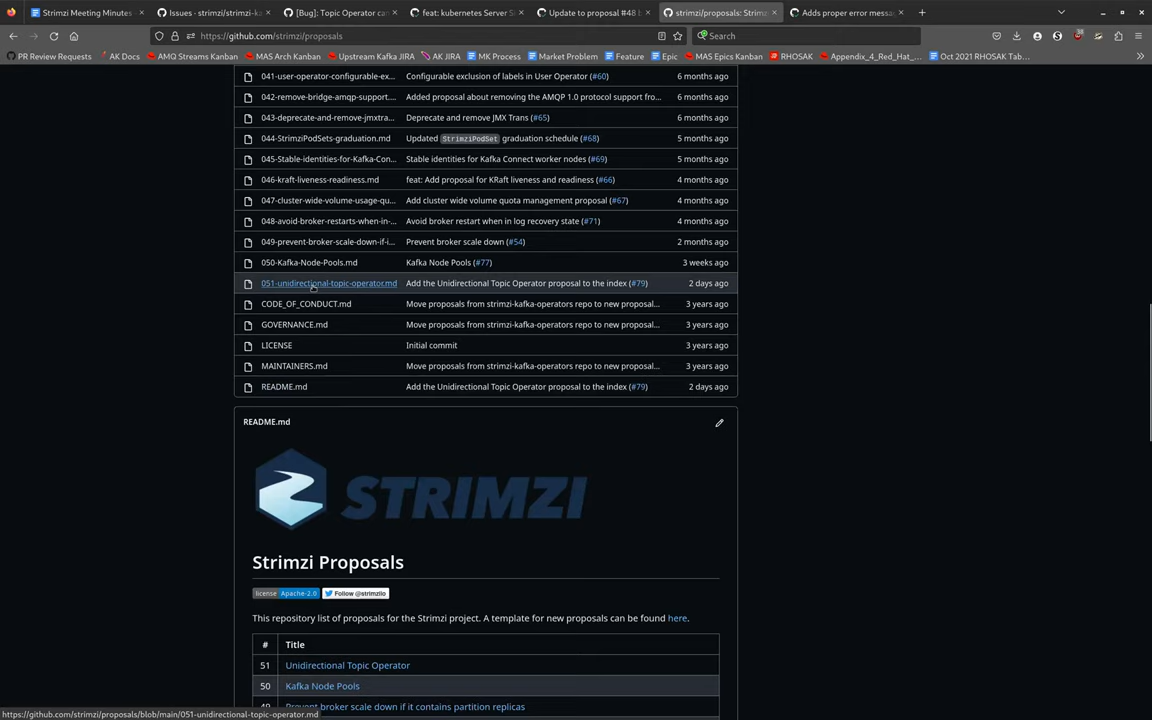 Strimzi Meeting Minutes
Issues · strimzi/strimzi-ka
[Bug]: Topic Operator can
feat: kubernetes Server S
Update to proposal #48 b
strimzi/proposals: Strimz
Adds proper error messa
https://github.com/strimzi/proposals
Search
PR Review Requests
AK Docs
AMQ Streams Kanban
MAS Arch Kanban
Upstream Kafka JIRA
AK JIRA
MK Process
Market Problem
Feature
Epic
MAS Epics Kanban
RHOSAK
Appendix_4_Red_Hat_...
Oct 2021 RHOSAK Tab...
041-user-operator-configurable-ex... Configurable exclusion of labels in User Operator (#60) 6 months ago
042-remove-bridge-amqp-support.... Added proposal about removing the AMQP 1.0 protocol support fro... 6 months ago
043-deprecate-and-remove-jmxtra... Deprecate and remove JMX Trans (#65) 6 months ago
044-StrimziPodSets-graduation.md Updated StrimziPodSet graduation schedule (#68) 5 months ago
045-Stable-identities-for-Kafka-Con... Stable identities for Kafka Connect worker nodes (#69) 5 months ago
046-kraft-liveness-readiness.md feat: Add proposal for KRaft liveness and readiness (#66) 4 months ago
047-cluster-wide-volume-usage-qu... Add cluster wide volume quota management proposal (#67) 4 months ago
048-avoid-broker-restarts-when-in-... Avoid broker restart when in log recovery state (#71) 4 months ago
049-prevent-broker-scale-down-if-i... Prevent broker scale down (#54) 2 months ago
050-Kafka-Node-Pools.md Kafka Node Pools (#77) 3 weeks ago
051-unidirectional-topic-operator.md Add the Unidirectional Topic Operator proposal to the index (#79) 2 days ago
CODE_OF_CONDUCT.md Move proposals from strimzi-kafka-operators repo to new proposal... 3 years ago
GOVERNANCE.md Move proposals from strimzi-kafka-operators repo to new proposal... 3 years ago
LICENSE Initial commit 3 years ago
MAINTAINERS.md Move proposals from strimzi-kafka-operators repo to new proposal... 3 years ago
README.md Add the Unidirectional Topic Operator proposal to the index (#79) 2 days ago
README.md
STRIMZI
Strimzi Proposals
license Apache-2.0 Follow @strimziio
This repository list of proposals for the Strimzi project. A template for new proposals can be found here.
# Title
51 Unidirectional Topic Operator
50 Kafka Node Pools
49 Prevent broker scale down if it contains partition replicas
https://github.com/strimzi/proposals/blob/main/051-unidirectional-topic-operator.md